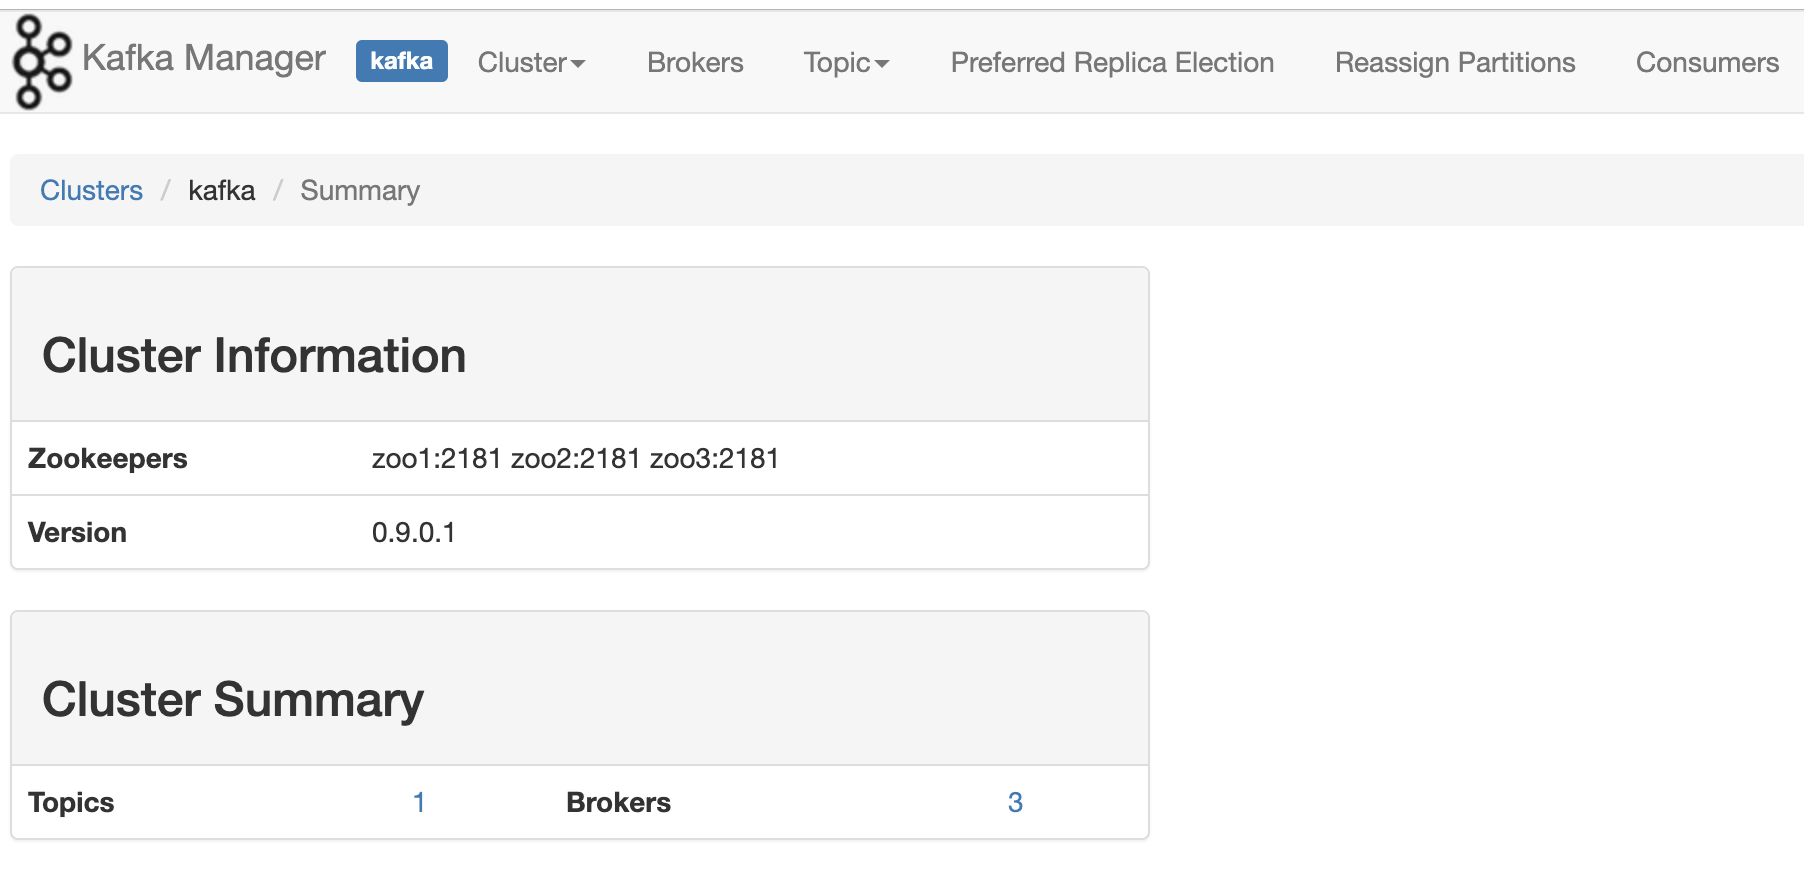 Kafka Manager kafka Cluster Brokers Topic Preferred Replica Election Reassign Partitions Consumers
Clusters / kafka / Summary
Cluster Information
Zookeepers zoo1:2181 zoo2:2181 zoo3:2181
Version 0.9.0.1
Cluster Summary
Topics 1 Brokers 3